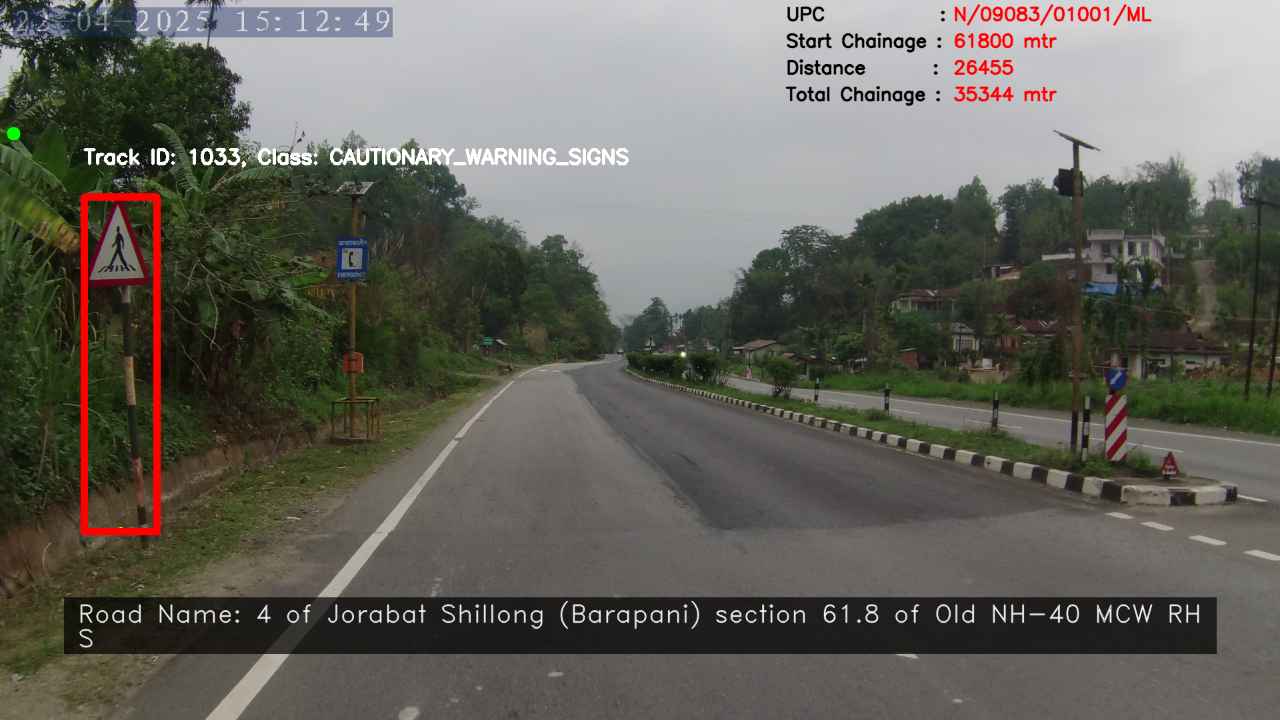 22-04-2025 15:12:49
UPC : N/09083/01001/ML
Start Chainage : 61800 mtr
Distance : 26455
Total Chainage : 35344 mtr
Track ID: 1033, Class: CAUTIONARY_WARNING_SIGNS
Road Name: 4 of Jorabat Shillong (Barapani) section 61.8 of Old NH-40 MCW RH
S